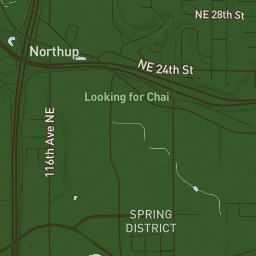 NE 28th St
Northup
NE 24th St
Looking for Chai
116th Ave NE
SPRING
DISTRICT